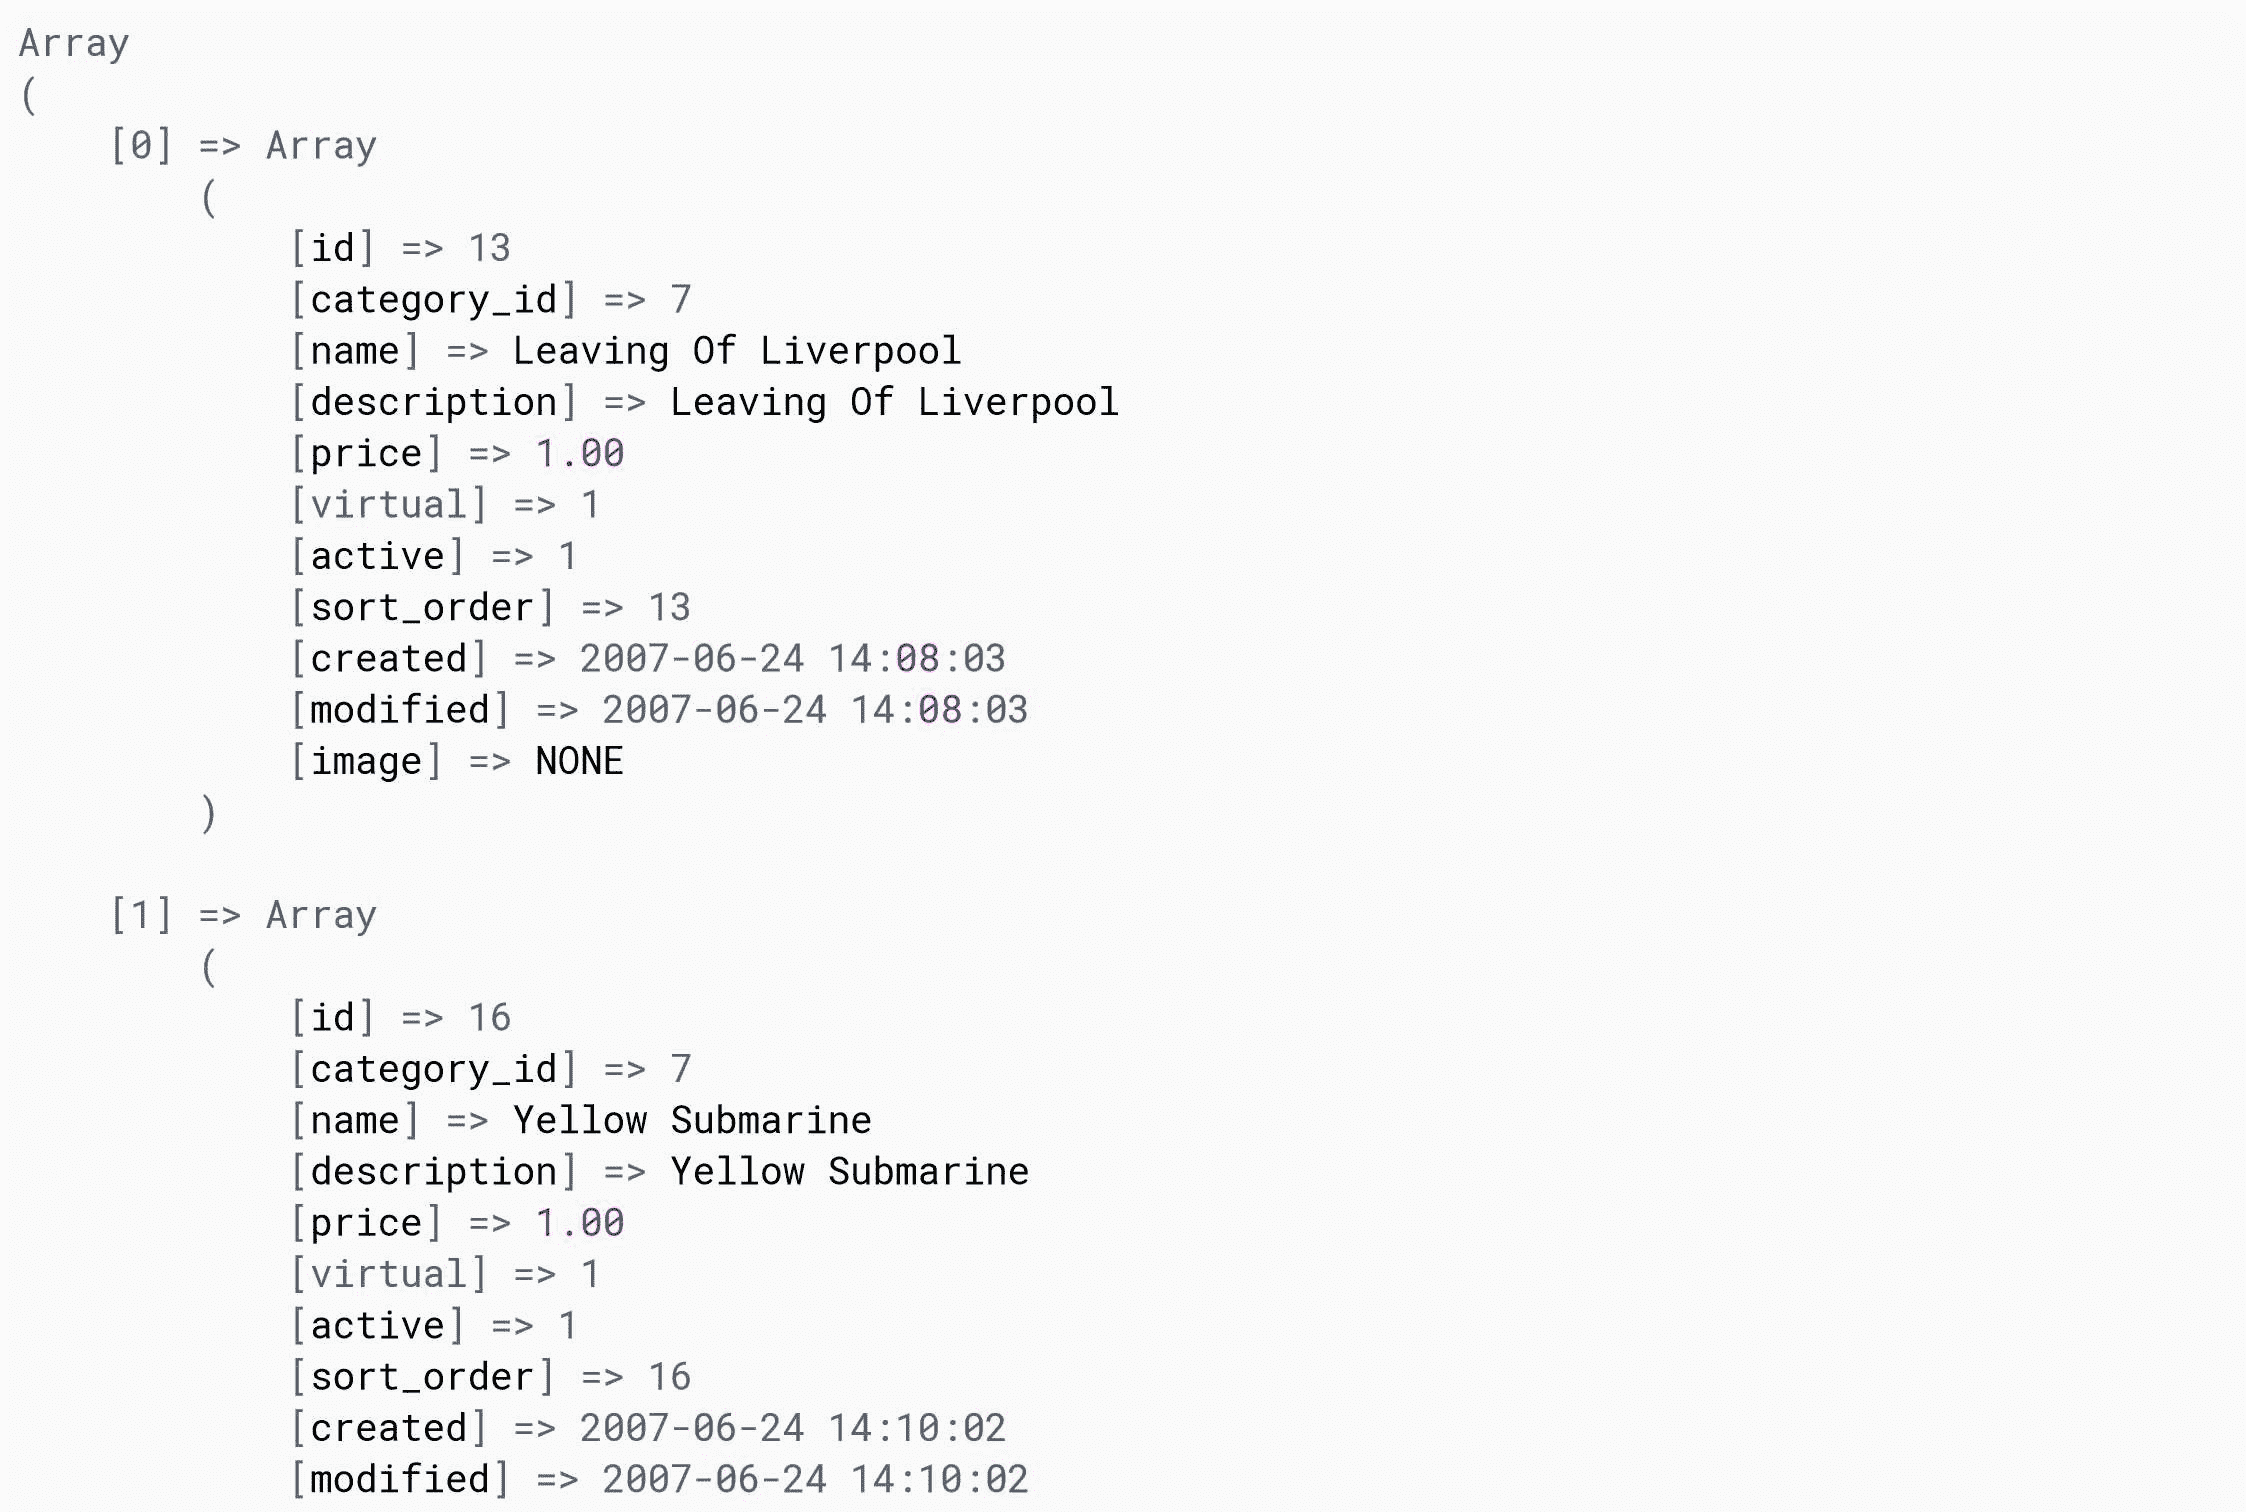 Array
(
    [0] => Array
        (
            [id] => 13
            [category_id] => 7
            [name] => Leaving Of Liverpool
            [description] => Leaving Of Liverpool
            [price] => 1.00
            [virtual] => 1
            [active] => 1
            [sort_order] => 13
            [created] => 2007-06-24 14:08:03
            [modified] => 2007-06-24 14:08:03
            [image] => NONE
        )

    [1] => Array
        (
            [id] => 16
            [category_id] => 7
            [name] => Yellow Submarine
            [description] => Yellow Submarine
            [price] => 1.00
            [virtual] => 1
            [active] => 1
            [sort_order] => 16
            [created] => 2007-06-24 14:10:02
            [modified] => 2007-06-24 14:10:02